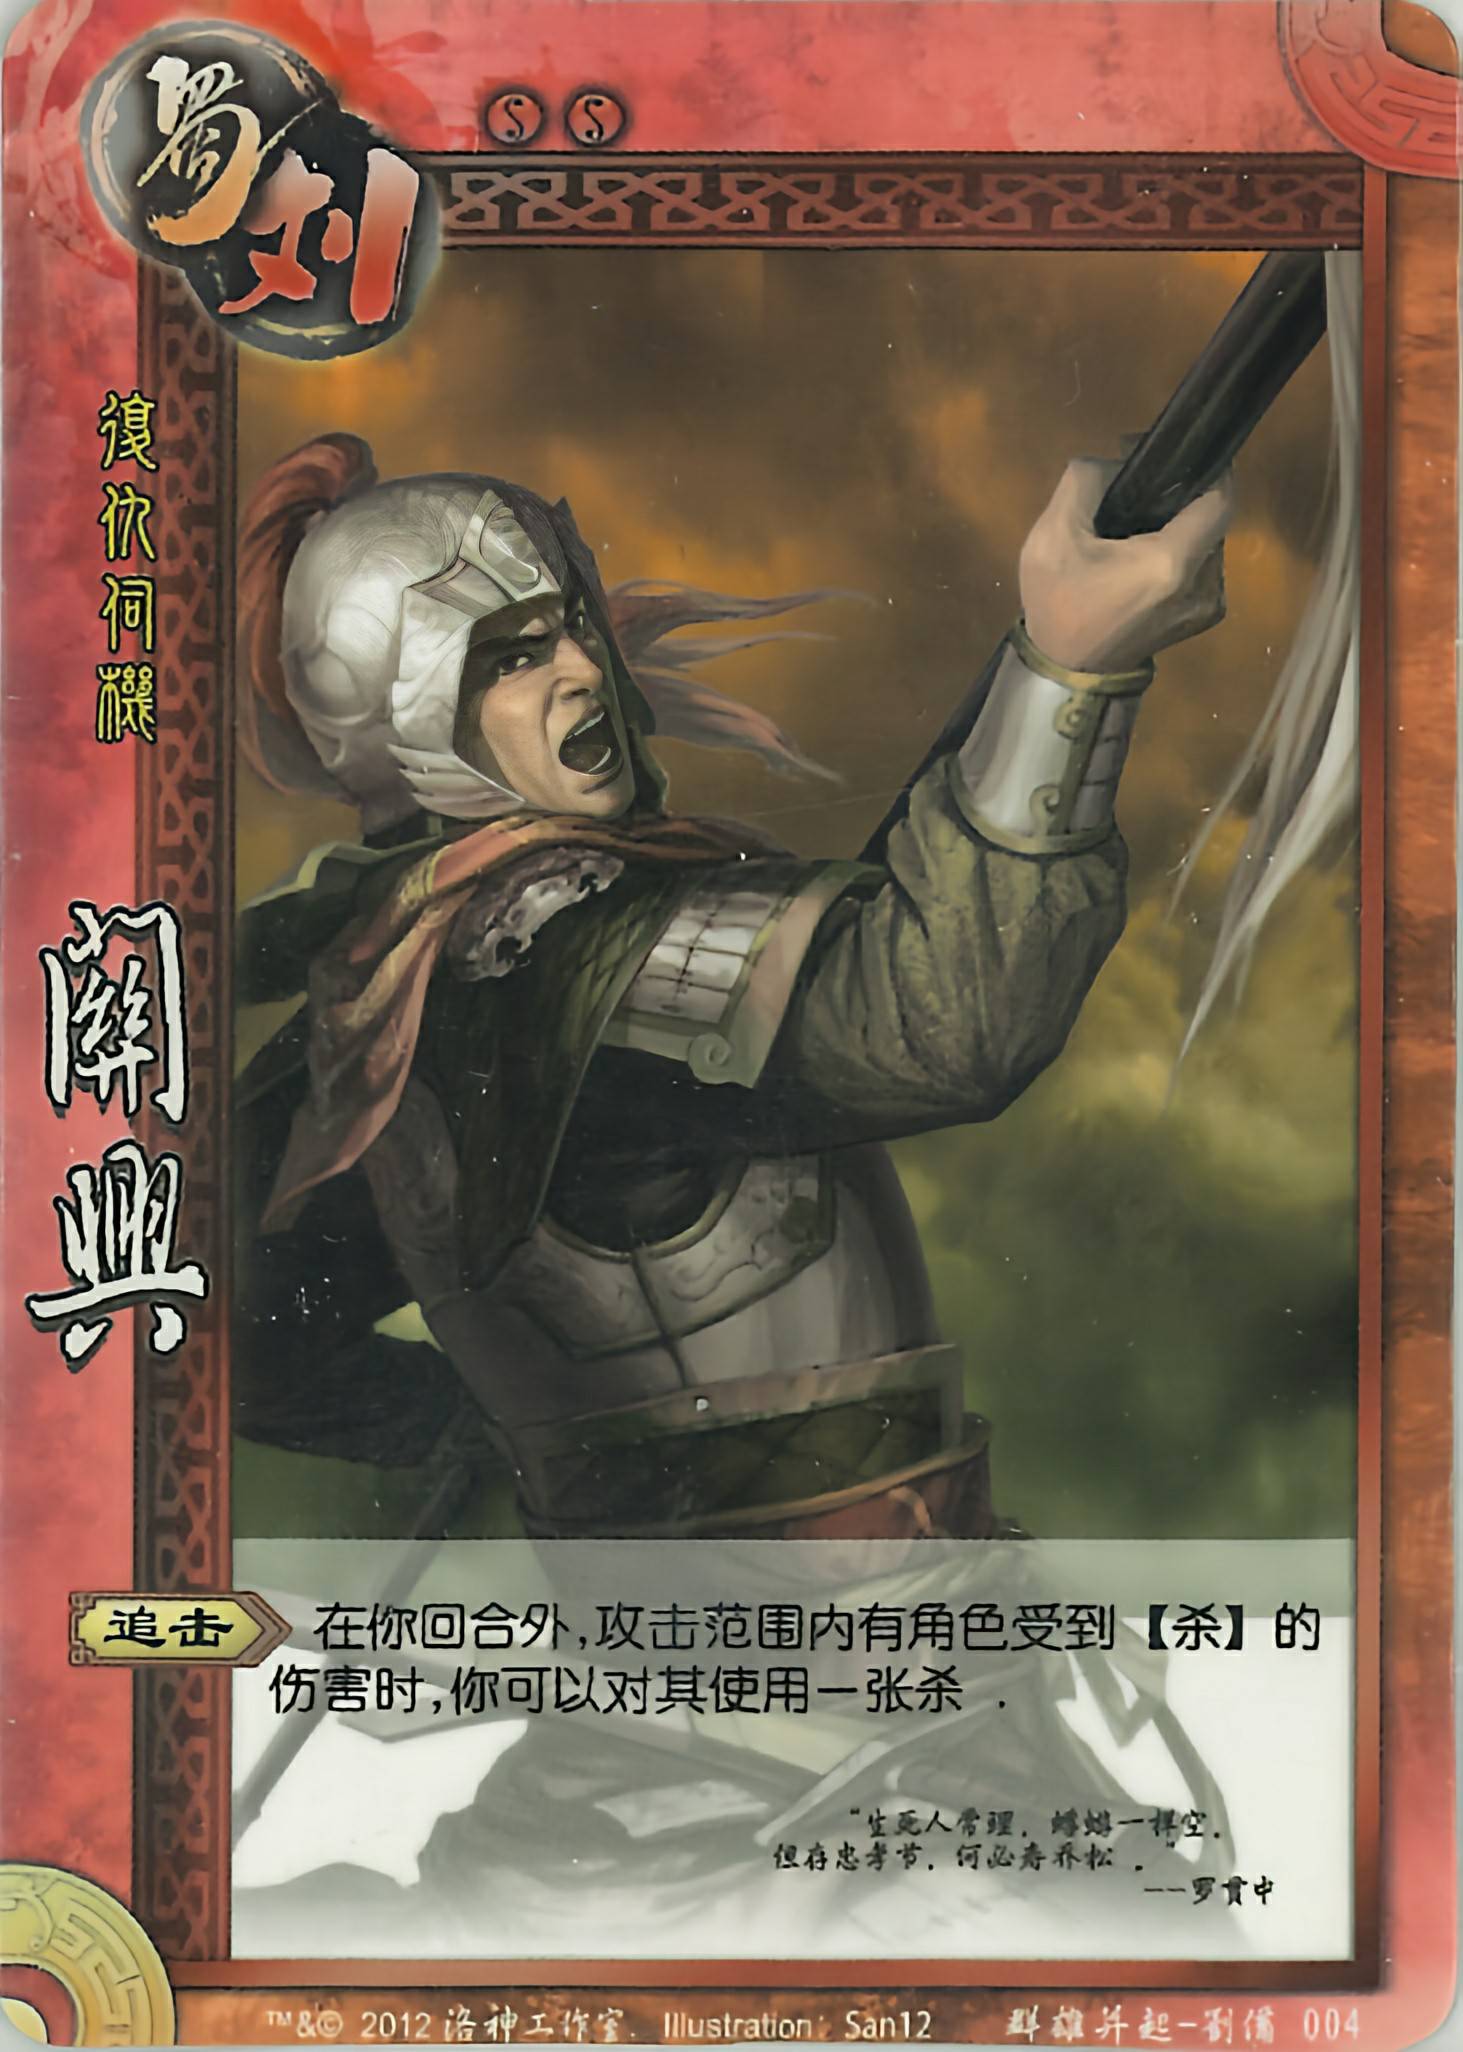 蜀
刘
復仇伺機
關興
追击
在你回合外,攻击范围内有角色受到【杀】的
伤害时,你可以对其使用一张杀 .
“生死人常理，蜉蝣一样空。
但存忠孝节，何必寿乔松 。”
——罗贯中
™&© 2012 洛神工作室. Illustration: San12
群雄并起-劉備 004